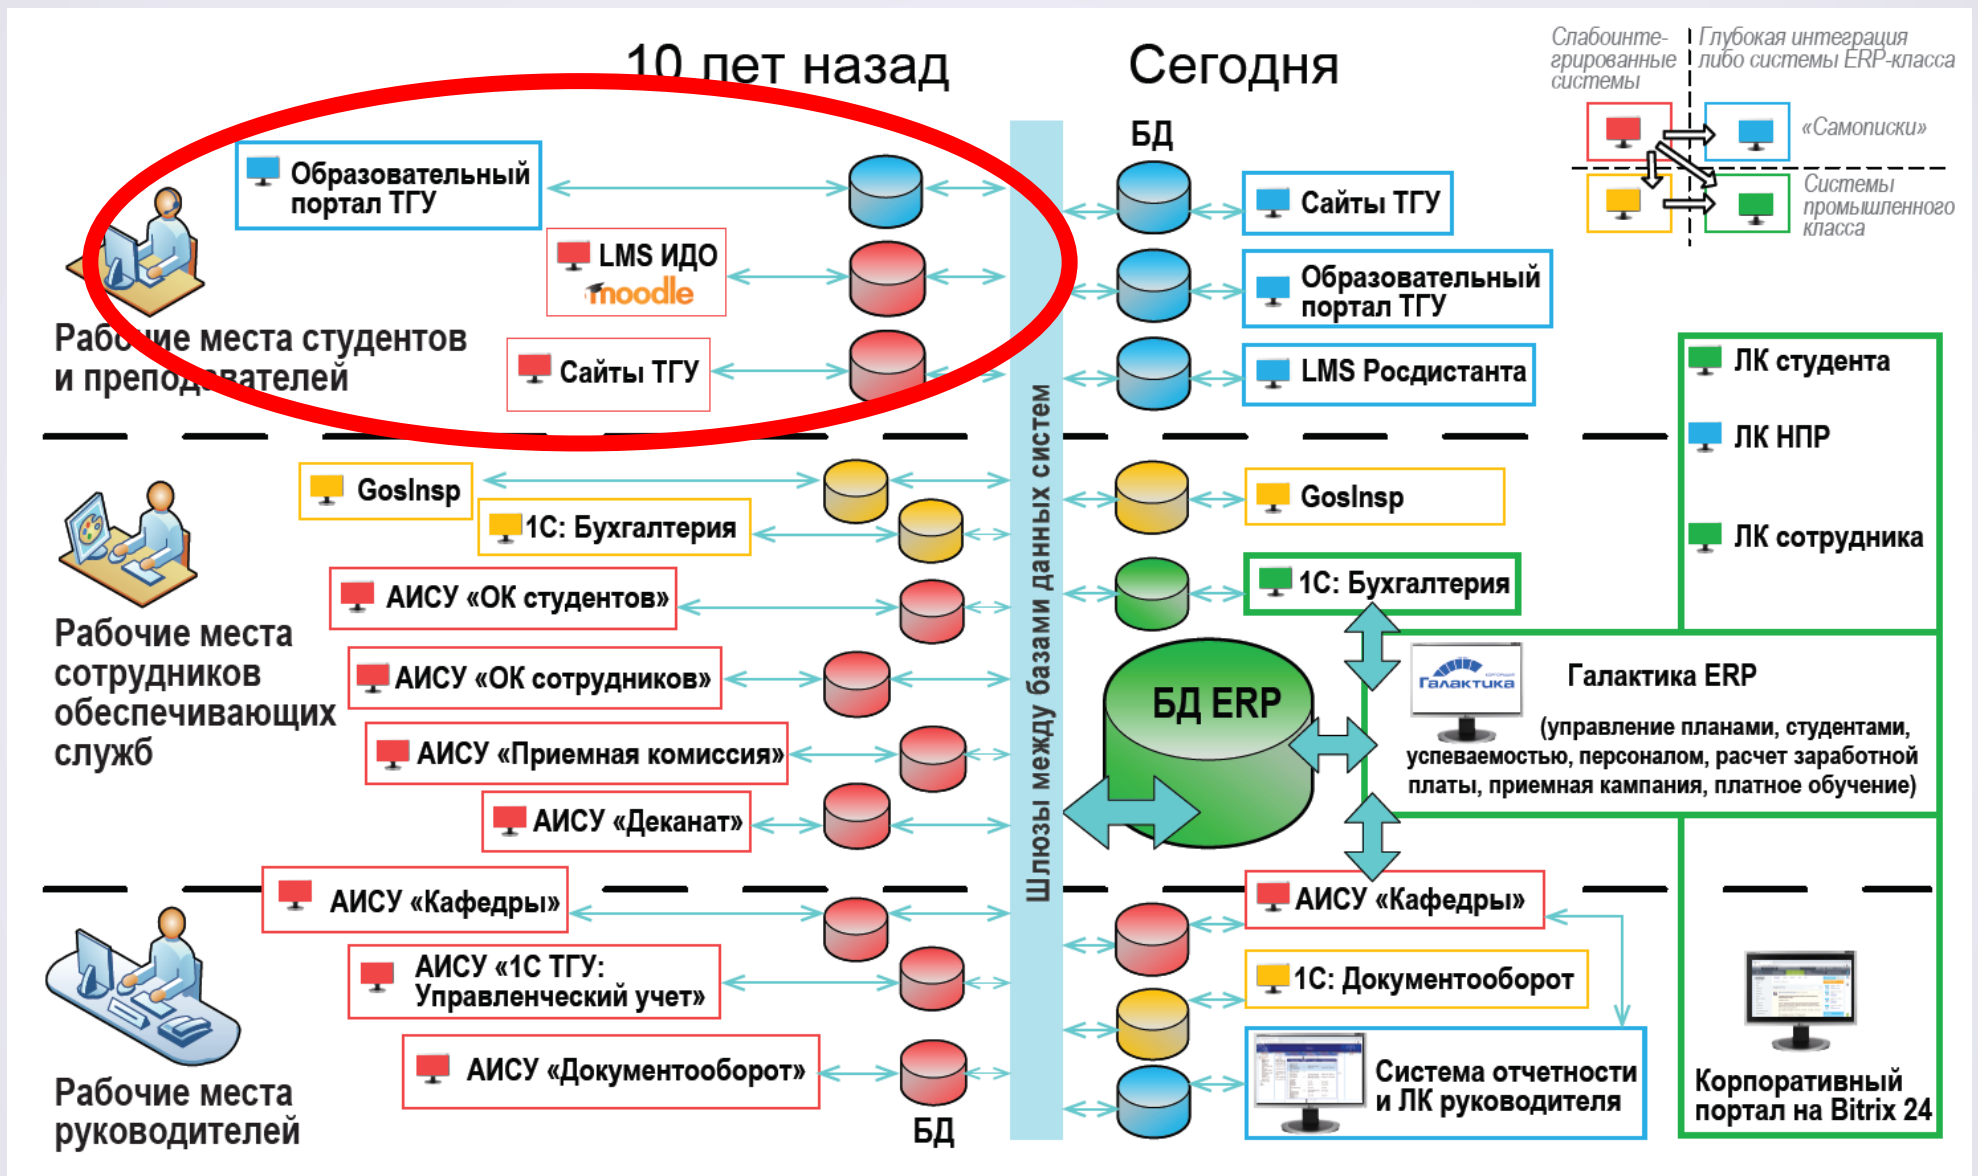 10 лет назад
Сегодня
Слабоинте-
грированные
системы
Глубокая интеграция
либо системы ERP-класса
«Самописки»
Системы
промышленного
класса
Образовательный
портал ТГУ
LMS ИДО
moodle
Сайты ТГУ
Рабочие места студентов
и преподавателей
GosInsp
1С: Бухгалтерия
АИСУ «ОК студентов»
АИСУ «ОК сотрудников»
АИСУ «Приемная комиссия»
АИСУ «Деканат»
Рабочие места
сотрудников
обеспечивающих
служб
АИСУ «Кафедры»
АИСУ «1С ТГУ:
Управленческий учет»
АИСУ «Документооборот»
БД
Рабочие места
руководителей
Шлюзы между базами данных систем
БД
Сайты ТГУ
Образовательный
портал ТГУ
LMS Росдистанта
GosInsp
1С: Бухгалтерия
БД ERP
Галактика
Галактика ERP
(управление планами, студентами,
успеваемостью, персоналом, расчет заработной
платы, приемная кампания, платное обучение)
ЛК студента
ЛК НПР
ЛК сотрудника
АИСУ «Кафедры»
1С: Документооборот
Система отчетности
и ЛК руководителя
Корпоративный
портал на Bitrix 24